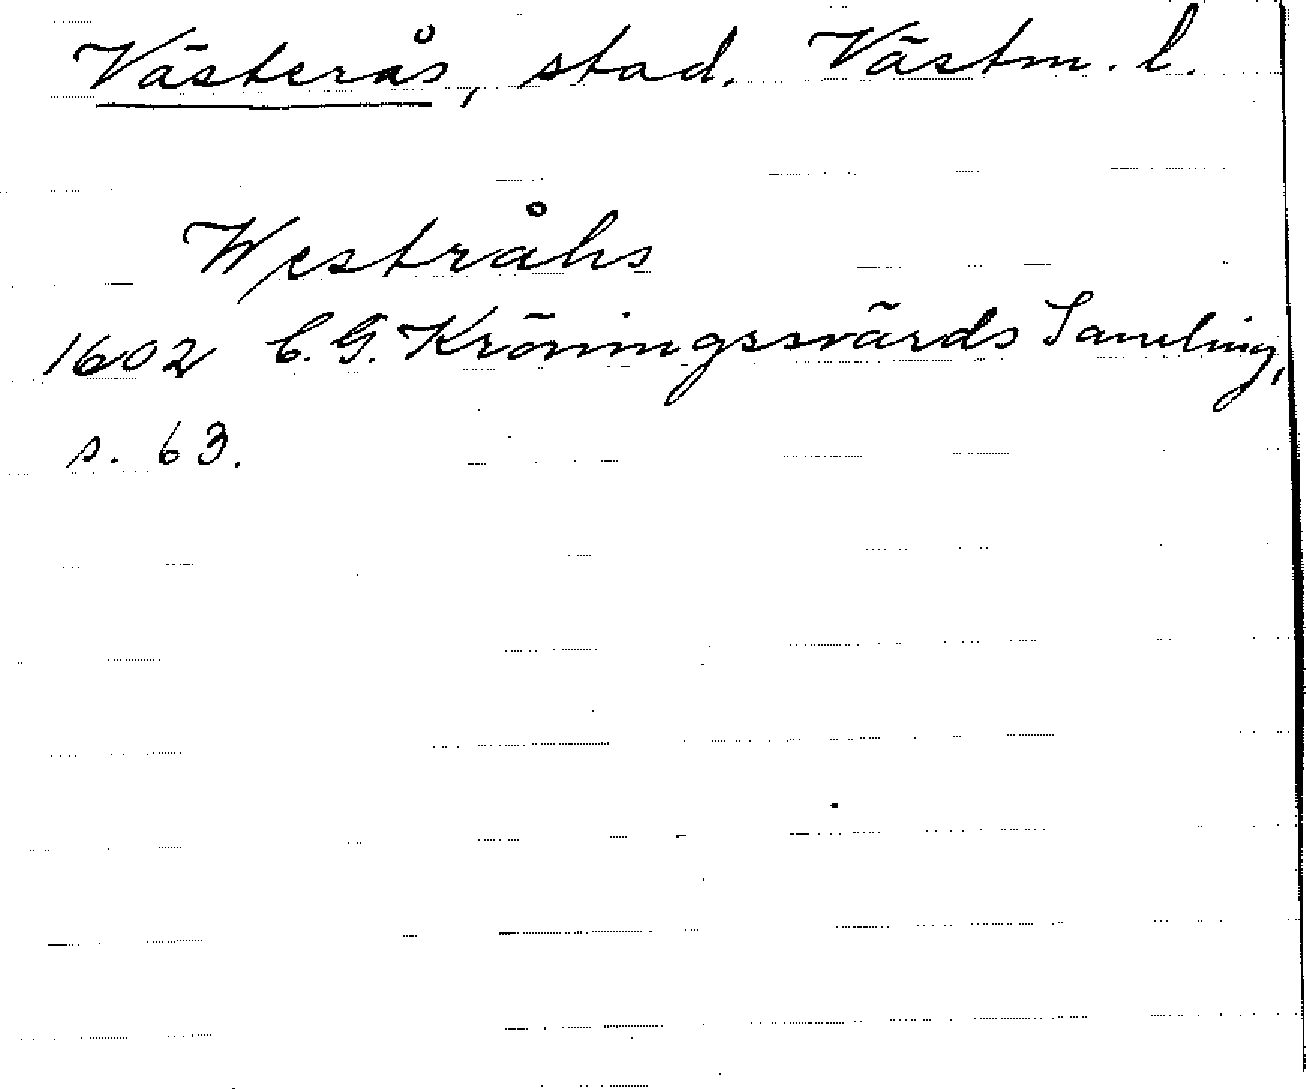 Västerås, stad. Västm. l.
Westråhs
1602 C. G. Kröningssvärds Samling,
s. 63.